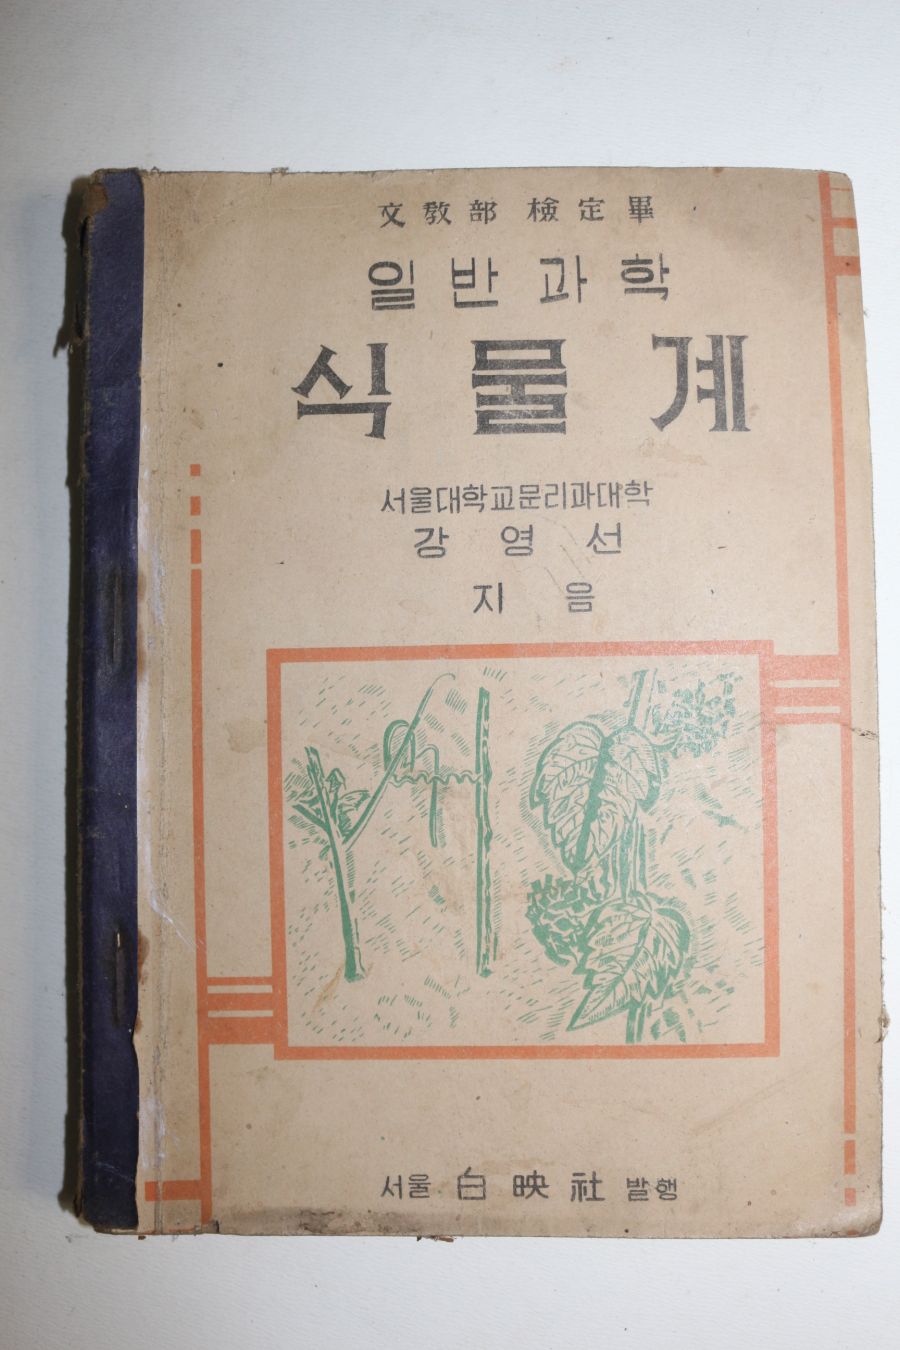 文敎部 檢定畢
일반과학
식물계
서울대학교문리과대학
강영선
지음
서울 白映社 발행